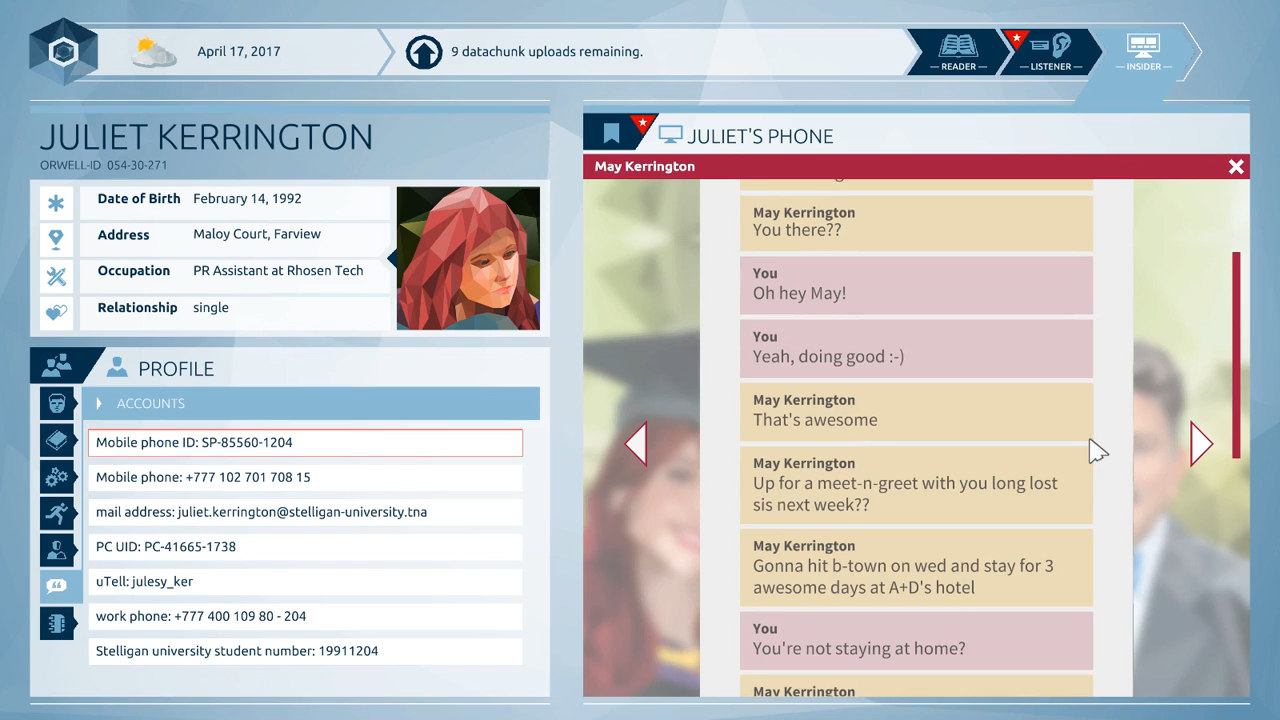 April 17, 2017
9 datachunk uploads remaining.
— READER —
— LISTENER —
— INSIDER —
JULIET KERRINGTON
ORWELL-ID 054-30-271
Date of Birth February 14, 1992
Address Maloy Court, Farview
Occupation PR Assistant at Rhosen Tech
Relationship single
PROFILE
ACCOUNTS
Mobile phone ID: SP-85560-1204
Mobile phone: +777 102 701 708 15
mail address: juliet.kerrington@stelligan-university.tna
PC UID: PC-41665-1738
uTell: julesy_ker
work phone: +777 400 109 80 - 204
Stelligan university student number: 19911204
JULIET'S PHONE
May Kerrington
May Kerrington
You there??
You
Oh hey May!
You
Yeah, doing good :-)
May Kerrington
That's awesome
May Kerrington
Up for a meet-n-greet with you long lost
sis next week??
May Kerrington
Gonna hit b-town on wed and stay for 3
awesome days at A+D's hotel
You
You're not staying at home?
May Kerrington